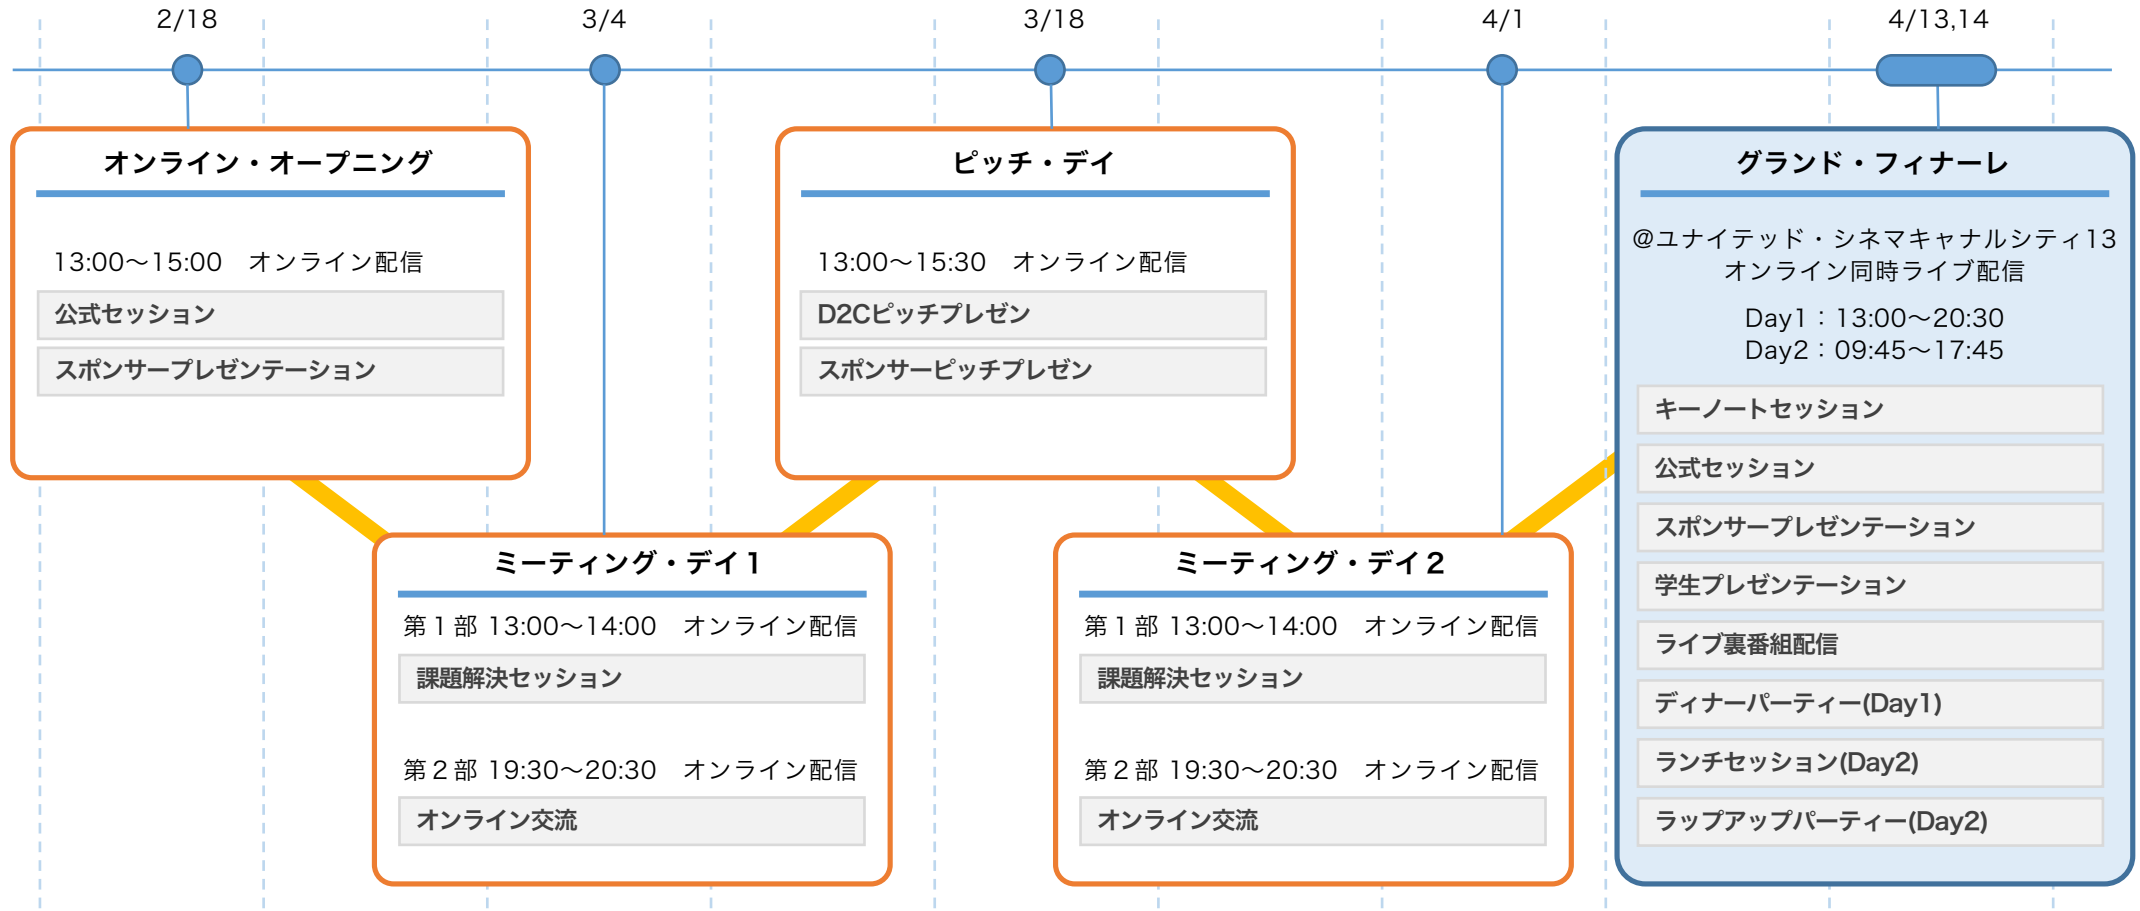 2/18
3/4
3/18
4/1
4/13,14
オンライン・オープニング
13:00〜15:00　オンライン配信
公式セッション
スポンサープレゼンテーション
ミーティング・デイ１
第１部 13:00〜14:00　オンライン配信
課題解決セッション
第２部 19:30〜20:30　オンライン配信
オンライン交流
ピッチ・デイ
13:00〜15:30　オンライン配信
D2Cピッチプレゼン
スポンサーピッチプレゼン
ミーティング・デイ２
第１部 13:00〜14:00　オンライン配信
課題解決セッション
第２部 19:30〜20:30　オンライン配信
オンライン交流
グランド・フィナーレ
@ユナイテッド・シネマキャナルシティ13
オンライン同時ライブ配信
Day1：13:00〜20:30
Day2：09:45〜17:45
キーノートセッション
公式セッション
スポンサープレゼンテーション
学生プレゼンテーション
ライブ裏番組配信
ディナーパーティー(Day1)
ランチセッション(Day2)
ラップアップパーティー(Day2)